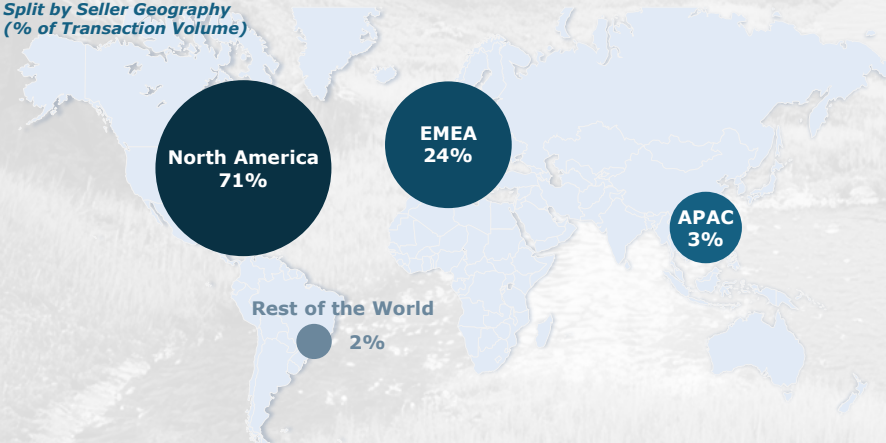 Split by Seller Geography
(% of Transaction Volume)
North America
71%
EMEA
24%
APAC
3%
Rest of the World
2%